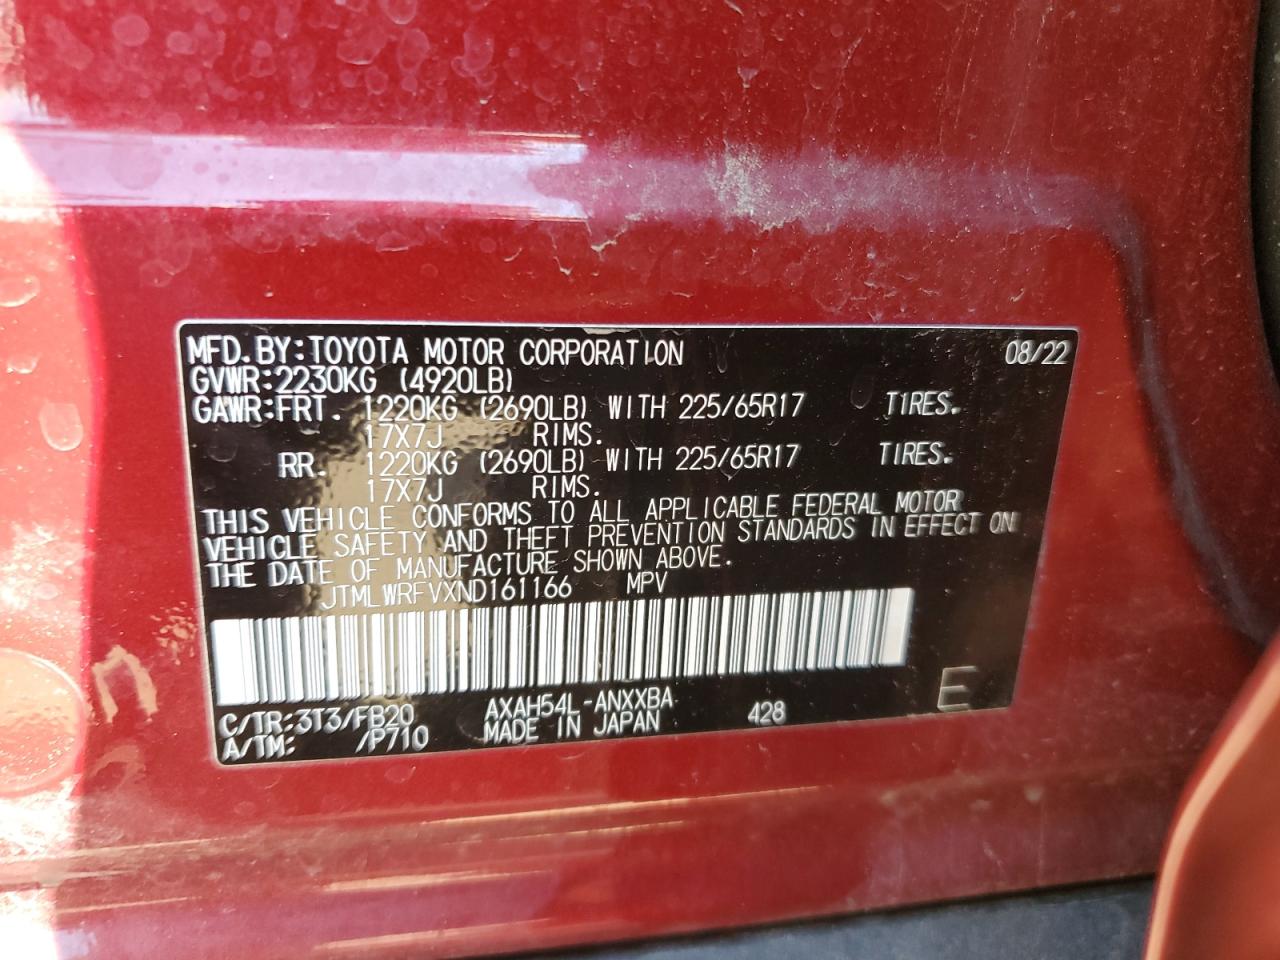 MFD.BY:TOYOTA MOTOR CORPORATION 08/22
GVWR:2230KG (4920LB)
GAWR:FRT. 1220KG (2690LB) WITH 225/65R17 TIRES.
17X7J RIMS.
RR. 1220KG (2690LB) WITH 225/65R17 TIRES.
17X7J RIMS.
THIS VEHICLE CONFORMS TO ALL APPLICABLE FEDERAL MOTOR
VEHICLE SAFETY AND THEFT PREVENTION STANDARDS IN EFFECT ON
THE DATE OF MANUFACTURE SHOWN ABOVE.
JTMLWRFVXND161166 MPV
C/TR:3T3/FB20 AXAH54L-ANXXBA 428 E
A/TM: /P710 MADE IN JAPAN